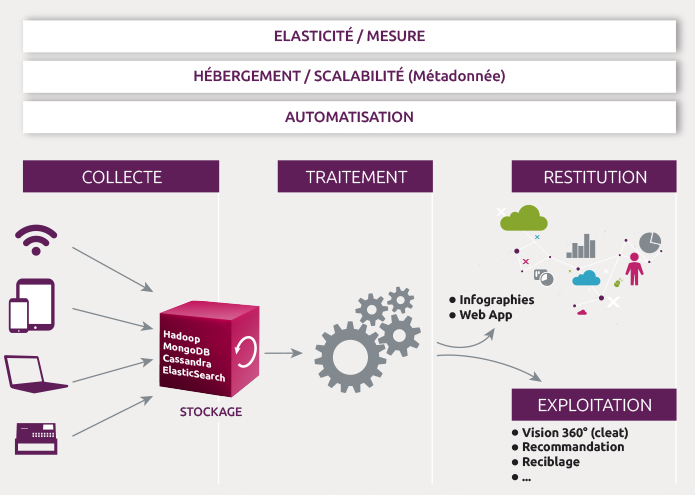 ELASTICITÉ / MESURE
HÉBERGEMENT / SCALABILITÉ (Métadonnée)
AUTOMATISATION
COLLECTE
TRAITEMENT
RESTITUTION
• Infographies
• Web App
Hadoop
MongoDB
Cassandra
ElasticSearch
STOCKAGE
EXPLOITATION
• Vision 360° (cleat)
• Recommandation
• Reciblage
• ...